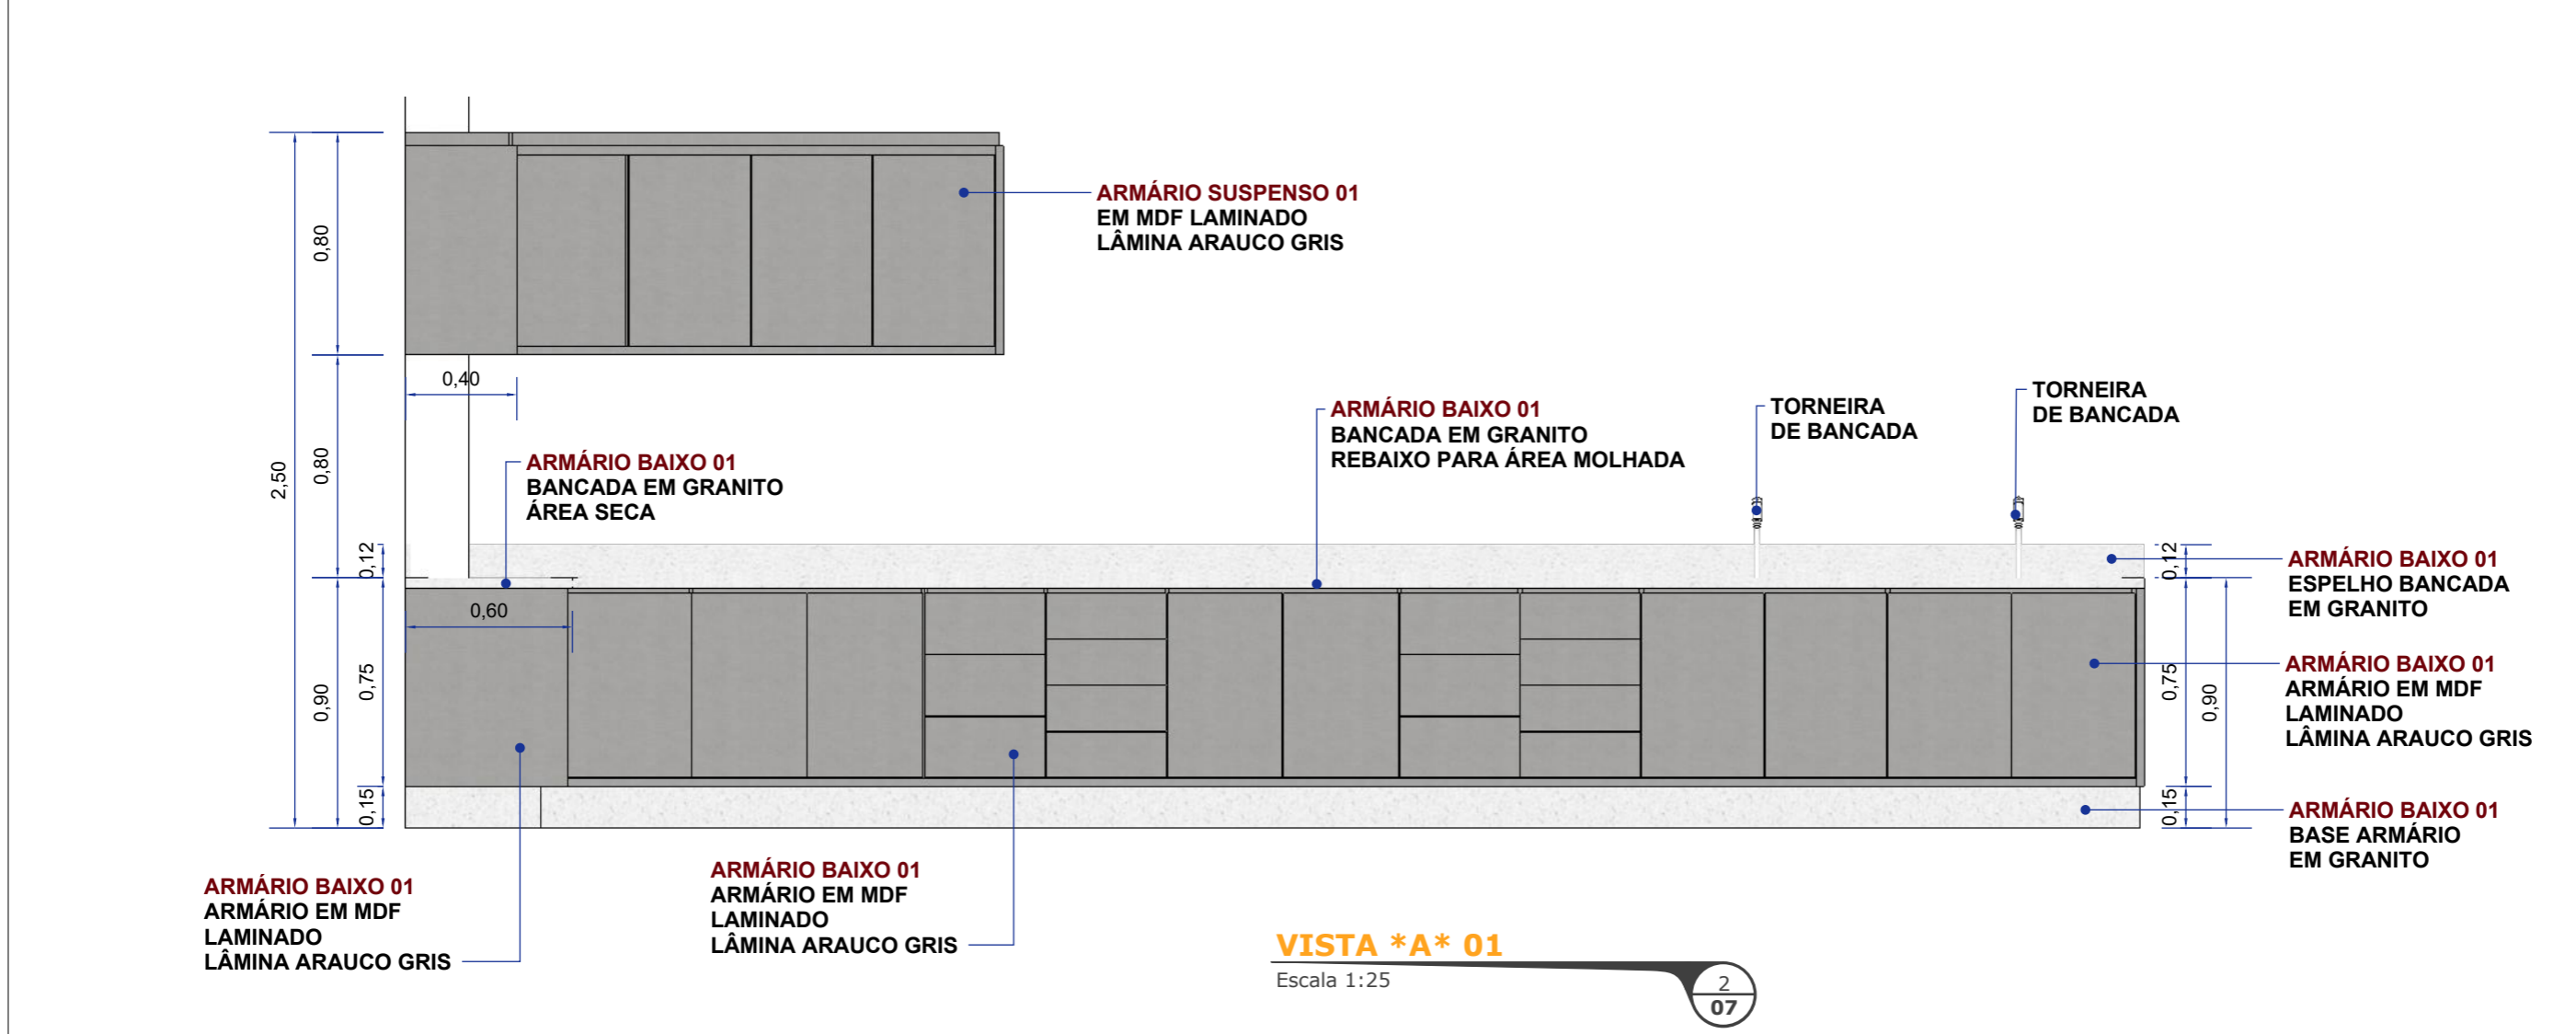 ARMÁRIO SUSPENSO 01
EM MDF LAMINADO
LÂMINA ARAUCO GRIS
0,80
0,40
2,50
0,80
ARMÁRIO BAIXO 01
BANCADA EM GRANITO
ÁREA SECA
ARMÁRIO BAIXO 01
BANCADA EM GRANITO
REBAIXO PARA ÁREA MOLHADA
TORNEIRA
DE BANCADA
TORNEIRA
DE BANCADA
0,12
0,60
0,75
0,90
0,15
0,12
0,75
0,90
0,15
ARMÁRIO BAIXO 01
ESPELHO BANCADA
EM GRANITO
ARMÁRIO BAIXO 01
ARMÁRIO EM MDF
LAMINADO
LÂMINA ARAUCO GRIS
ARMÁRIO BAIXO 01
BASE ARMÁRIO
EM GRANITO
ARMÁRIO BAIXO 01
ARMÁRIO EM MDF
LAMINADO
LÂMINA ARAUCO GRIS
ARMÁRIO BAIXO 01
ARMÁRIO EM MDF
LAMINADO
LÂMINA ARAUCO GRIS
VISTA *A* 01
Escala 1:25
2
07